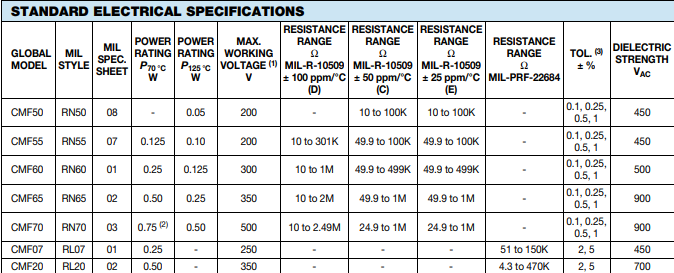 STANDARD ELECTRICAL SPECIFICATIONS
GLOBAL MODEL | MIL STYLE | MIL SPEC. SHEET | POWER RATING P70 °C W | POWER RATING P125 °C W | MAX. WORKING VOLTAGE (1) V | RESISTANCE RANGE Ω MIL-R-10509 ± 100 ppm/°C (D) | RESISTANCE RANGE Ω MIL-R-10509 ± 50 ppm/°C (C) | RESISTANCE RANGE Ω MIL-R-10509 ± 25 ppm/°C (E) | RESISTANCE RANGE Ω MIL-PRF-22684 | TOL. (3) ± % | DIELECTRIC STRENGTH VAC
CMF50 | RN50 | 08 | - | 0.05 | 200 | - | 10 to 100K | 10 to 100K | - | 0.1, 0.25, 0.5, 1 | 450
CMF55 | RN55 | 07 | 0.125 | 0.10 | 200 | 10 to 301K | 49.9 to 100K | 49.9 to 100K | - | 0.1, 0.25, 0.5, 1 | 450
CMF60 | RN60 | 01 | 0.25 | 0.125 | 300 | 10 to 1M | 49.9 to 499K | 49.9 to 499K | - | 0.1, 0.25, 0.5, 1 | 500
CMF65 | RN65 | 02 | 0.50 | 0.25 | 350 | 10 to 2M | 49.9 to 1M | 49.9 to 1M | - | 0.1, 0.25, 0.5, 1 | 900
CMF70 | RN70 | 03 | 0.75 (2) | 0.50 | 500 | 10 to 2.49M | 24.9 to 1M | 24.9 to 1M | - | 0.1, 0.25, 0.5, 1 | 900
CMF07 | RL07 | 01 | 0.25 | - | 250 | - | - | - | 51 to 150K | 2, 5 | 450
CMF20 | RL20 | 02 | 0.50 | - | 350 | - | - | - | 4.3 to 470K | 2, 5 | 700